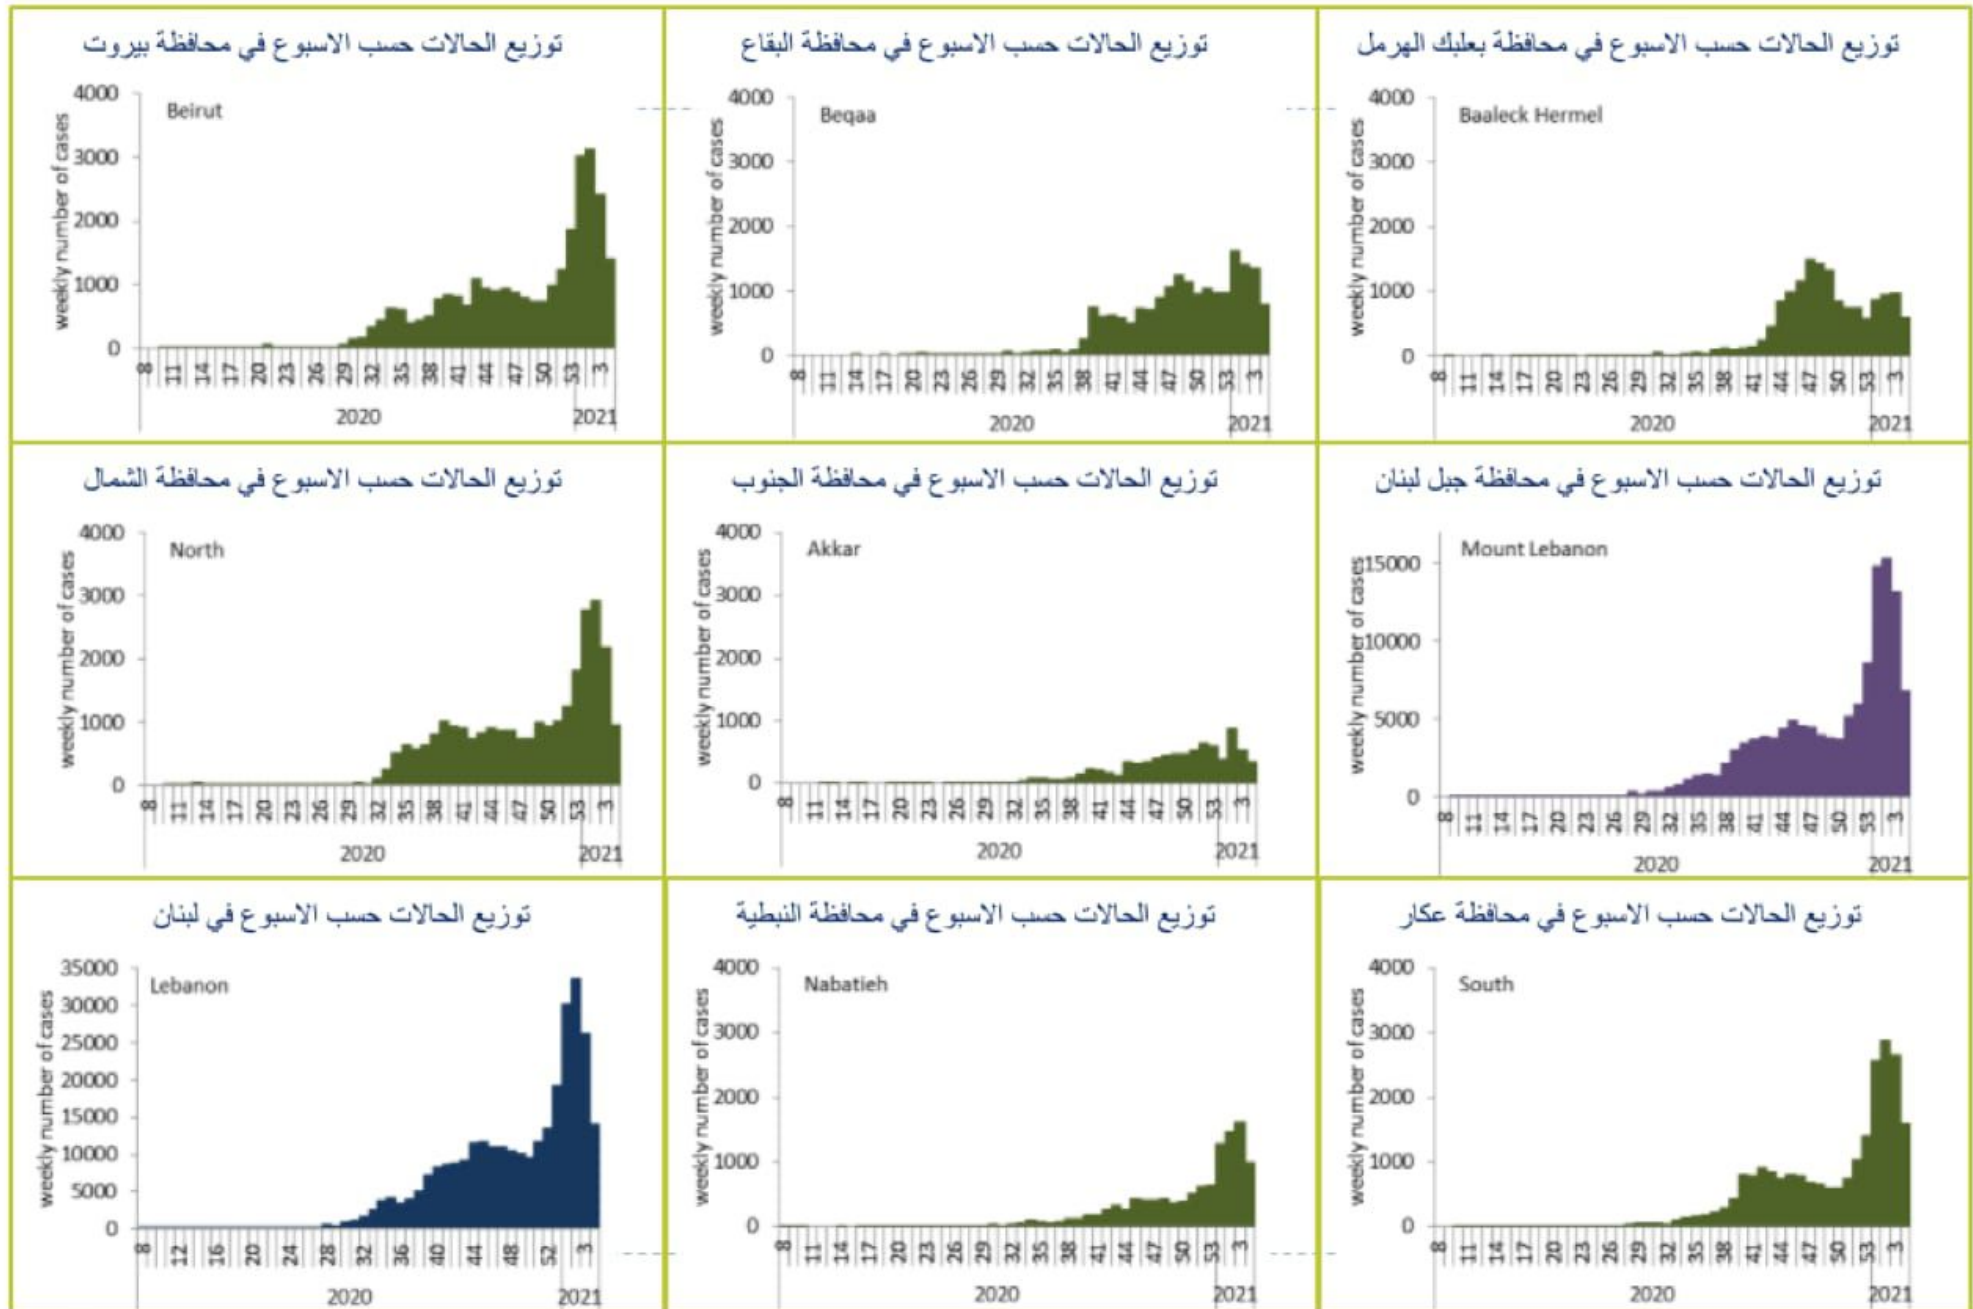 توزيع الحالات حسب الاسبوع في محافظة بيروت
Beirut
weekly number of cases
4000
3000
2000
1000
0
8 11 14 17 20 23 26 29 32 35 38 41 44 47 50 53 3
2020 2021
توزيع الحالات حسب الاسبوع في محافظة البقاع
Beqaa
weekly number of cases
4000
3000
2000
1000
0
8 11 14 17 20 23 26 29 32 35 38 41 44 47 50 53 3
2020 2021
توزيع الحالات حسب الاسبوع في محافظة بعلبك الهرمل
Baaleck Hermel
weekly number of cases
4000
3000
2000
1000
0
8 11 14 17 20 23 26 29 32 35 38 41 44 47 50 53 3
2020 2021
توزيع الحالات حسب الاسبوع في محافظة الشمال
North
weekly number of cases
4000
3000
2000
1000
0
8 11 14 17 20 23 26 29 32 35 38 41 44 47 50 53 3
2020 2021
توزيع الحالات حسب الاسبوع في محافظة الجنوب
Akkar
weekly number of cases
4000
3000
2000
1000
0
8 11 14 17 20 23 26 29 32 35 38 41 44 47 50 53 3
2020 2021
توزيع الحالات حسب الاسبوع في محافظة جبل لبنان
Mount Lebanon
weekly number of cases
15000
10000
5000
0
8 11 14 17 20 23 26 29 32 35 38 41 44 47 50 53 3
2020 2021
توزيع الحالات حسب الاسبوع في لبنان
Lebanon
weekly number of cases
35000
30000
25000
20000
15000
10000
5000
0
8 12 16 20 24 28 32 36 40 44 48 52 3
2020 2021
توزيع الحالات حسب الاسبوع في محافظة النبطية
Nabatieh
weekly number of cases
4000
3000
2000
1000
0
8 11 14 17 20 23 26 29 32 35 38 41 44 47 50 53 3
2020 2021
توزيع الحالات حسب الاسبوع في محافظة عكار
South
weekly number of cases
4000
3000
2000
1000
0
8 11 14 17 20 23 26 29 32 35 38 41 44 47 50 53 3
2020 2021